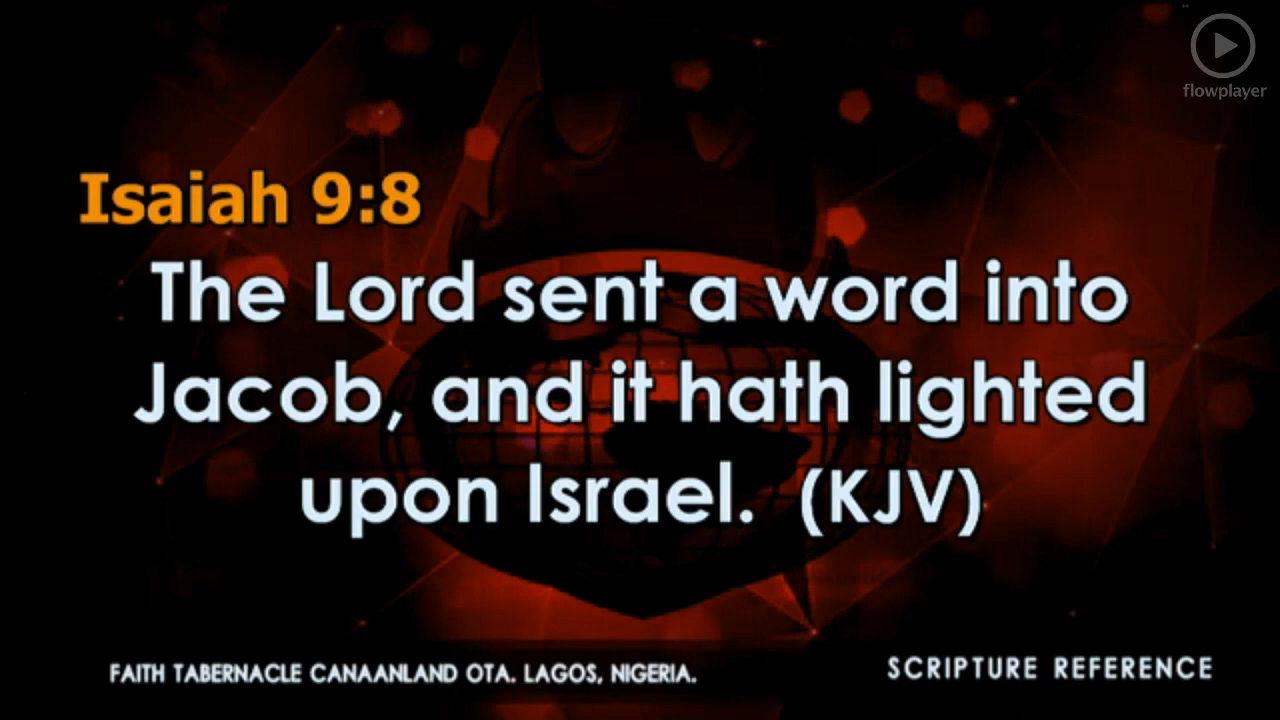 flowplayer
Isaiah 9:8
The Lord sent a word into
Jacob, and it hath lighted
upon Israel. (KJV)
FAITH TABERNACLE CANAANLAND OTA. LAGOS, NIGERIA.
SCRIPTURE REFERENCE